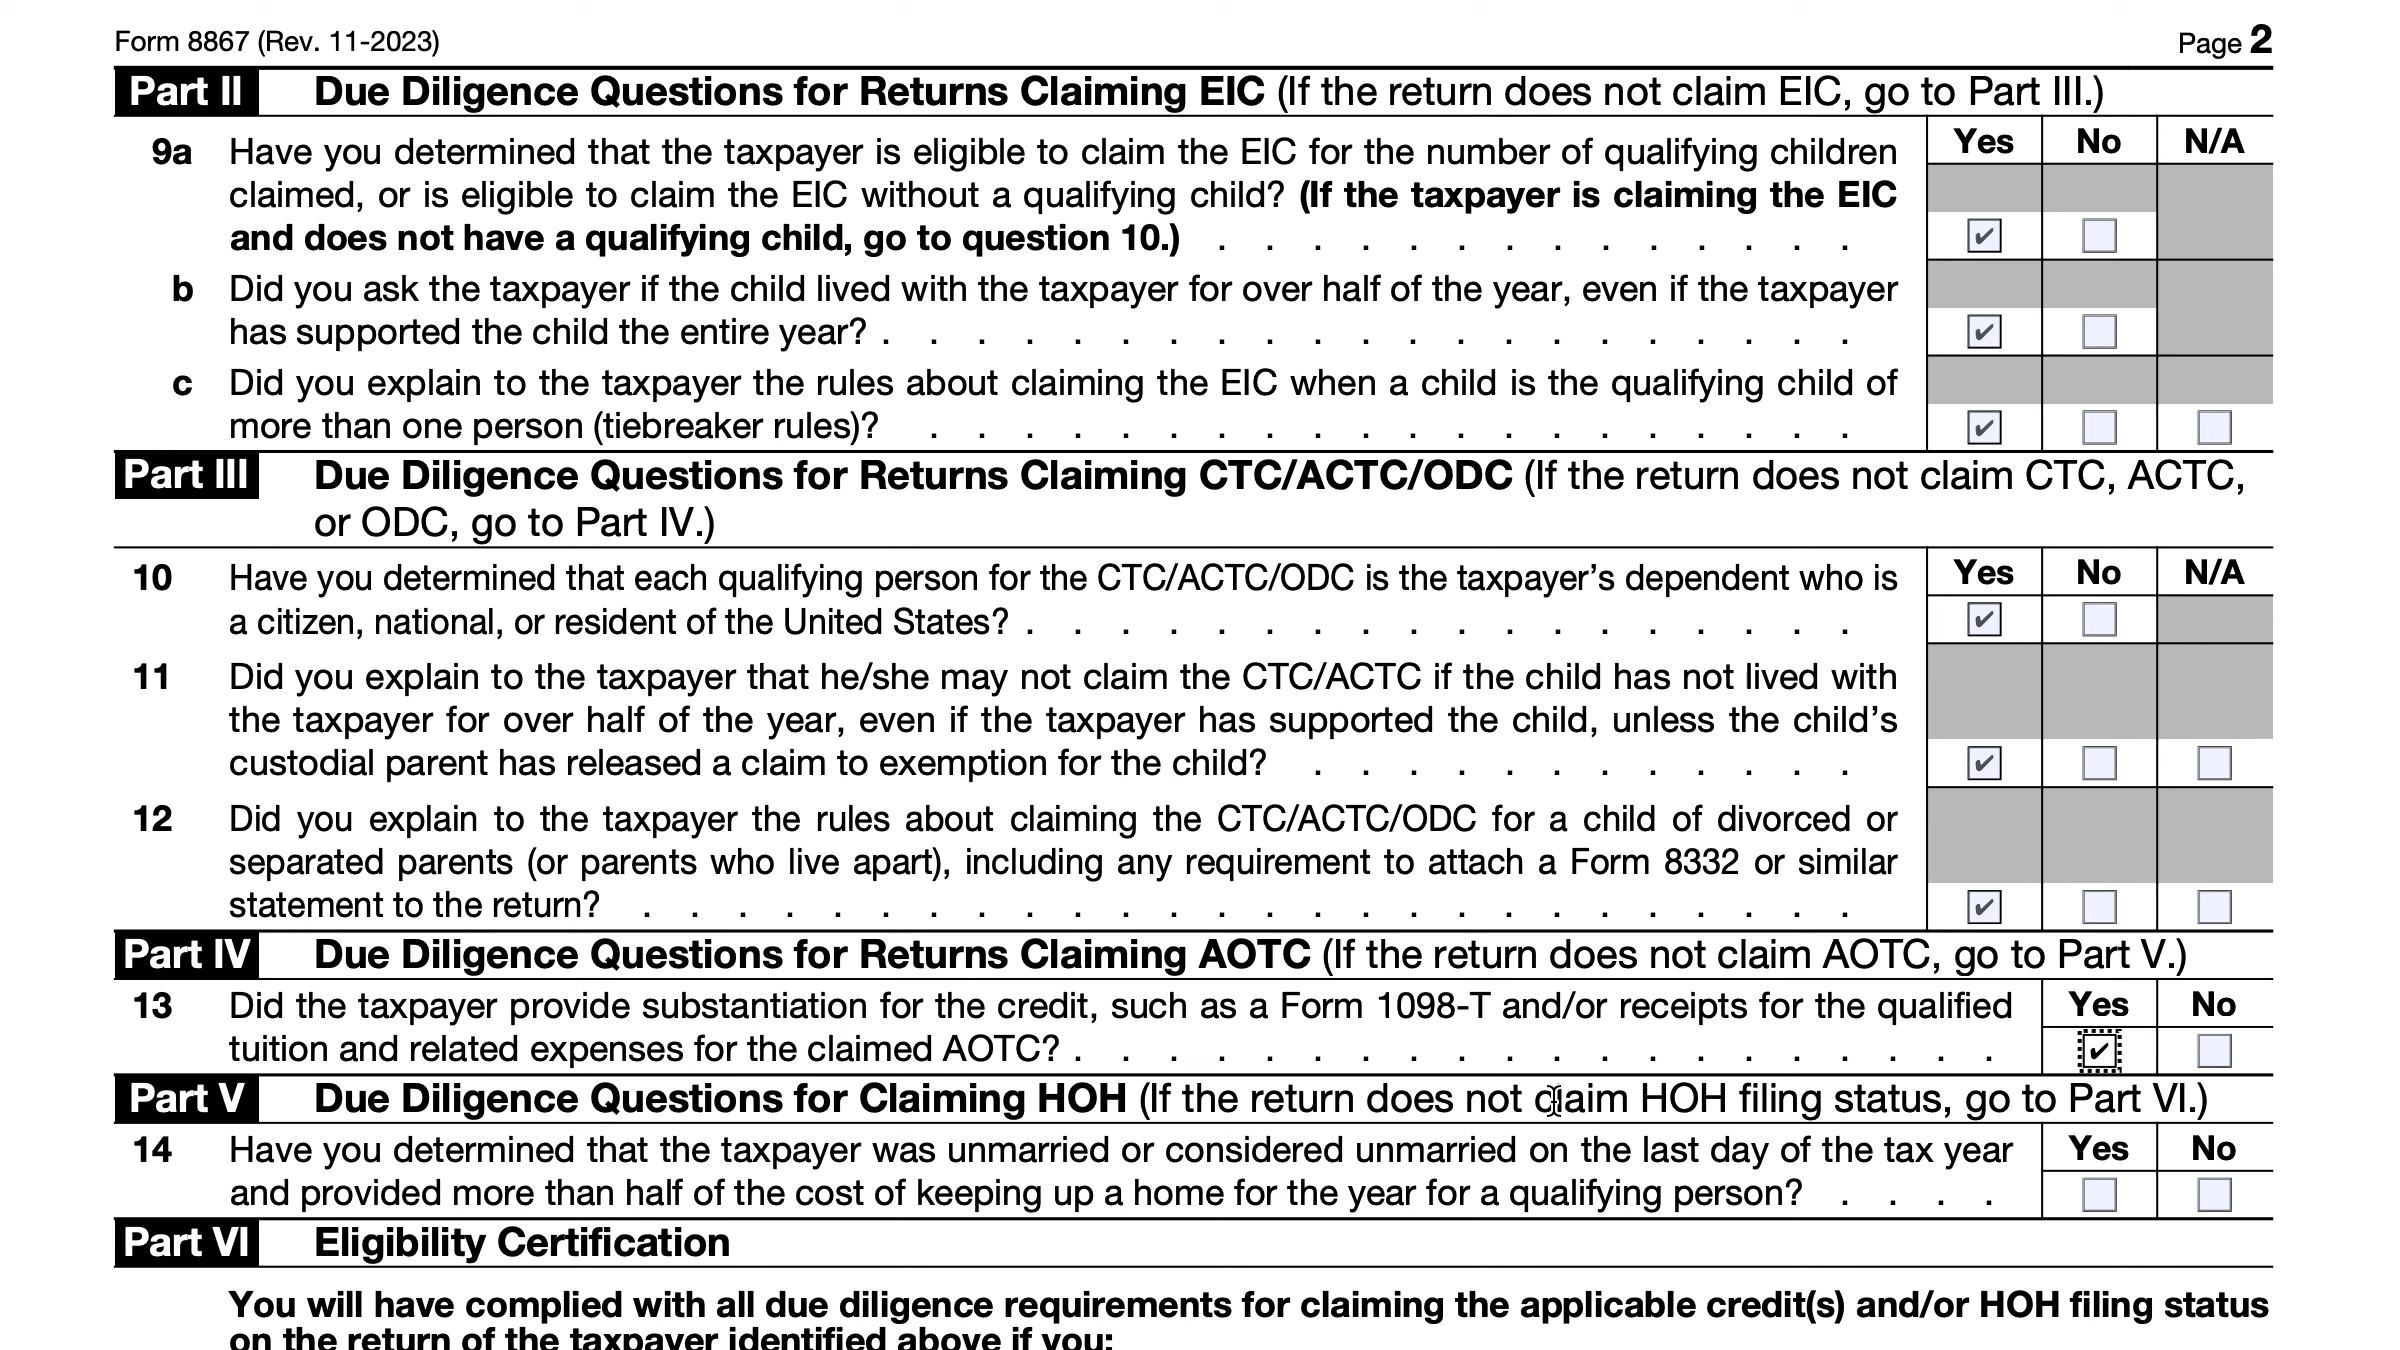 Form 8867 (Rev. 11-2023) Page 2
Part II Due Diligence Questions for Returns Claiming EIC (If the return does not claim EIC, go to Part III.)
9a Have you determined that the taxpayer is eligible to claim the EIC for the number of qualifying children Yes No N/A
claimed, or is eligible to claim the EIC without a qualifying child? (If the taxpayer is claiming the EIC
and does not have a qualifying child, go to question 10.) . . . . . . . . . . . . . . ✔
b Did you ask the taxpayer if the child lived with the taxpayer for over half of the year, even if the taxpayer
has supported the child the entire year? . . . . . . . . . . . . . . . . . . . . . ✔
c Did you explain to the taxpayer the rules about claiming the EIC when a child is the qualifying child of
more than one person (tiebreaker rules)? . . . . . . . . . . . . . . . . . . . . ✔
Part III Due Diligence Questions for Returns Claiming CTC/ACTC/ODC (If the return does not claim CTC, ACTC,
or ODC, go to Part IV.)
10 Have you determined that each qualifying person for the CTC/ACTC/ODC is the taxpayer’s dependent who is Yes No N/A
a citizen, national, or resident of the United States? . . . . . . . . . . . . . . . . . . ✔
11 Did you explain to the taxpayer that he/she may not claim the CTC/ACTC if the child has not lived with
the taxpayer for over half of the year, even if the taxpayer has supported the child, unless the child’s
custodial parent has released a claim to exemption for the child? . . . . . . . . . . . . ✔
12 Did you explain to the taxpayer the rules about claiming the CTC/ACTC/ODC for a child of divorced or
separated parents (or parents who live apart), including any requirement to attach a Form 8332 or similar
statement to the return? . . . . . . . . . . . . . . . . . . . . . . . . . . ✔
Part IV Due Diligence Questions for Returns Claiming AOTC (If the return does not claim AOTC, go to Part V.)
13 Did the taxpayer provide substantiation for the credit, such as a Form 1098-T and/or receipts for the qualified Yes No
tuition and related expenses for the claimed AOTC? . . . . . . . . . . . . . . . . . . . . ✔
Part V Due Diligence Questions for Claiming HOH (If the return does not claim HOH filing status, go to Part VI.)
14 Have you determined that the taxpayer was unmarried or considered unmarried on the last day of the tax year Yes No
and provided more than half of the cost of keeping up a home for the year for a qualifying person? . . . .
Part VI Eligibility Certification
You will have complied with all due diligence requirements for claiming the applicable credit(s) and/or HOH filing status
on the return of the taxpayer identified above if you: